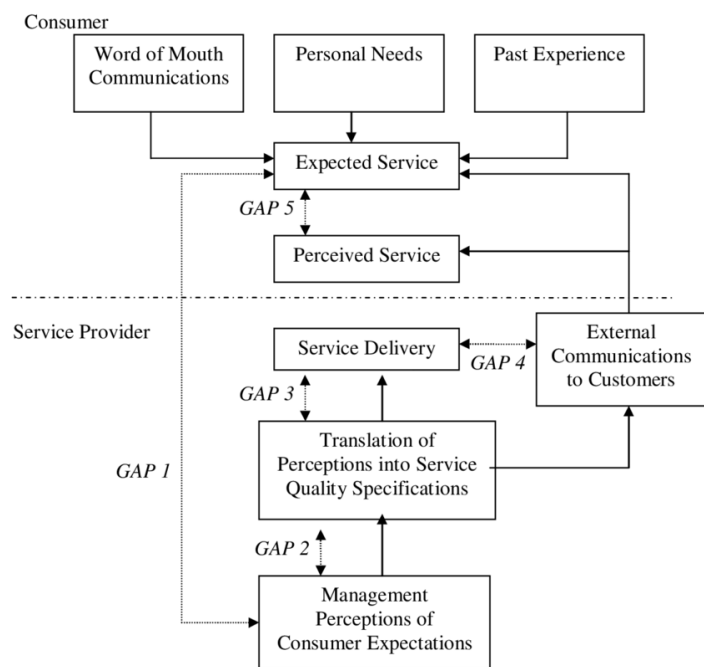 Consumer
Word of Mouth
Communications
Personal Needs
Past Experience
Expected Service
GAP 5
Perceived Service
Service Provider
Service Delivery
GAP 4
External
Communications
to Customers
GAP 3
Translation of
Perceptions into Service
Quality Specifications
GAP 1
GAP 2
Management
Perceptions of
Consumer Expectations